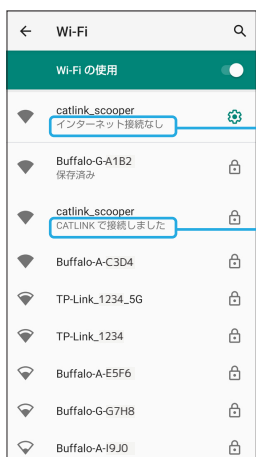 Wi-Fi
Wi-Fi の使用
catlink_scooper
インターネット接続なし
Buffalo-G-A1B2
保存済み
catlink_scooper
CATLINK で接続しました
Buffalo-A-C3D4
TP-Link_1234_5G
TP-Link_1234
Buffalo-A-E5F6
Buffalo-G-G7H8
Buffalo-A-I9J0